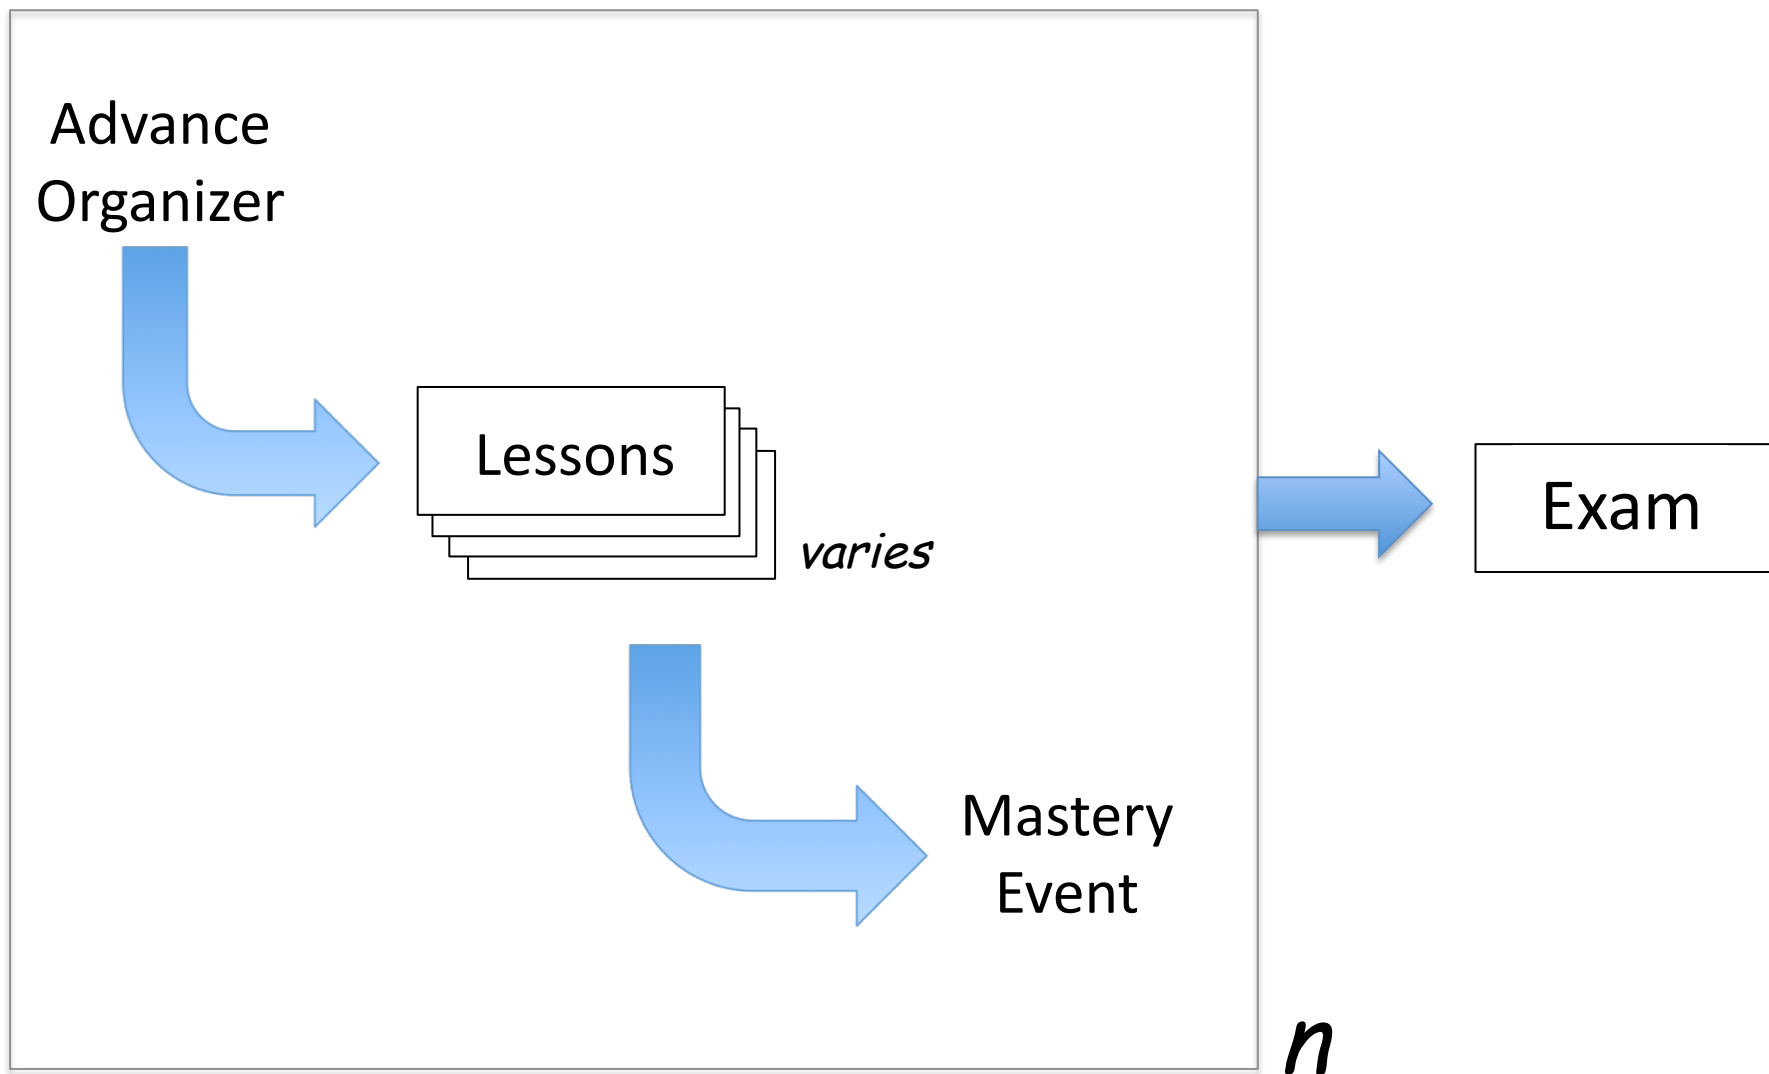 Advance
Organizer
Lessons
varies
Exam
Mastery
Event
n